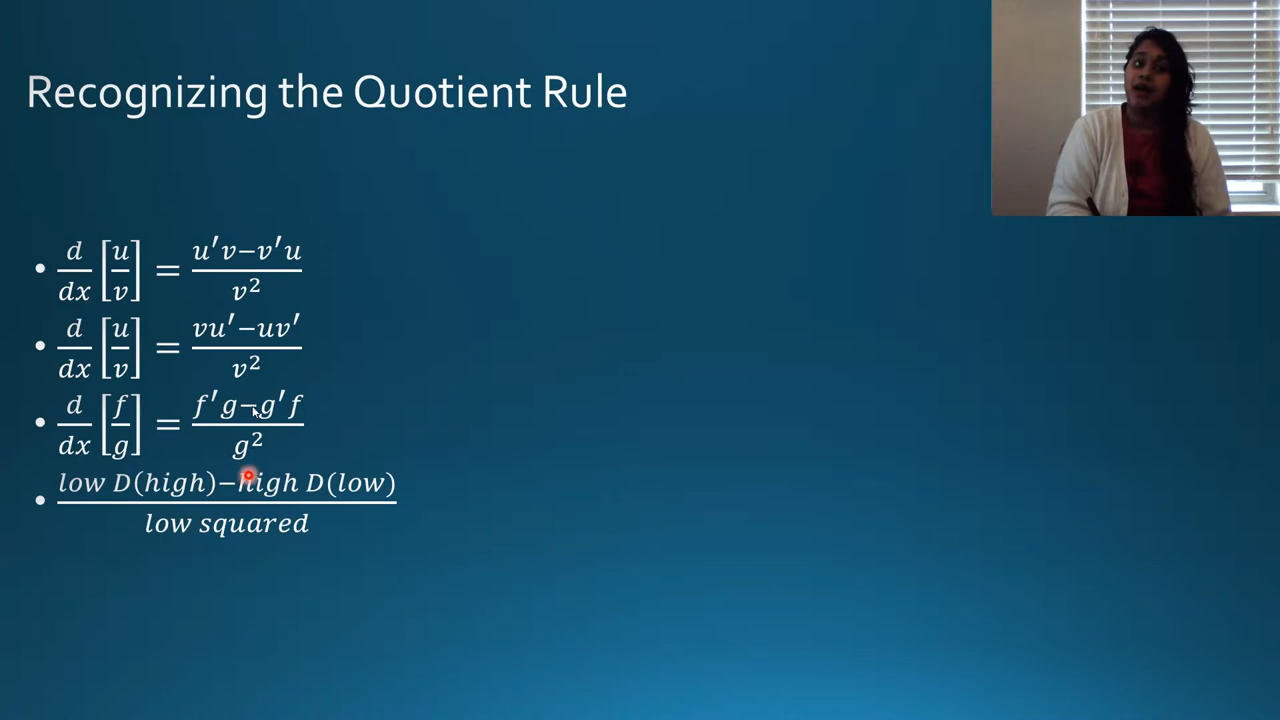 Recognizing the Quotient Rule
• d/dx [u/v] = u′v−v′u/v²
• d/dx [u/v] = vu′−uv′/v²
• d/dx [f/g] = f′g−g′f/g²
• low D(high)−high D(low)/low squared